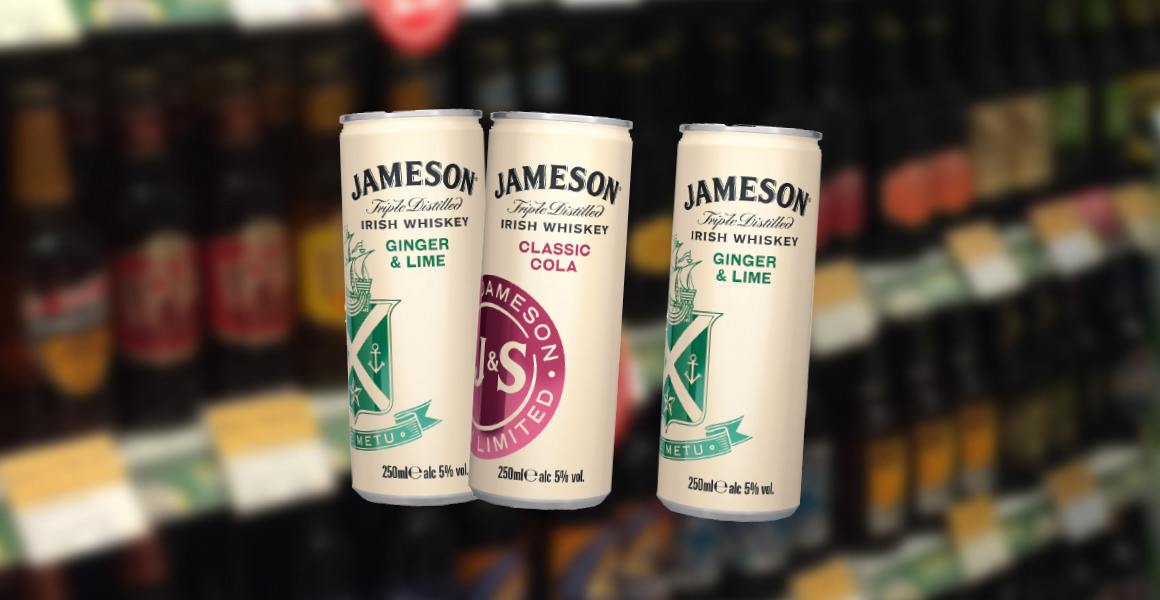 JAMESON
Triple Distilled
IRISH WHISKEY
GINGER
& LIME
METU
250ml℮ alc 5% vol.
JAMESON
Triple Distilled
IRISH WHISKEY
CLASSIC
COLA
JAMESON
J&S
LIMITED
250ml℮ alc 5% vol.
JAMESON
Triple Distilled
IRISH WHISKEY
GINGER
& LIME
METU
250ml℮ alc 5% vol.